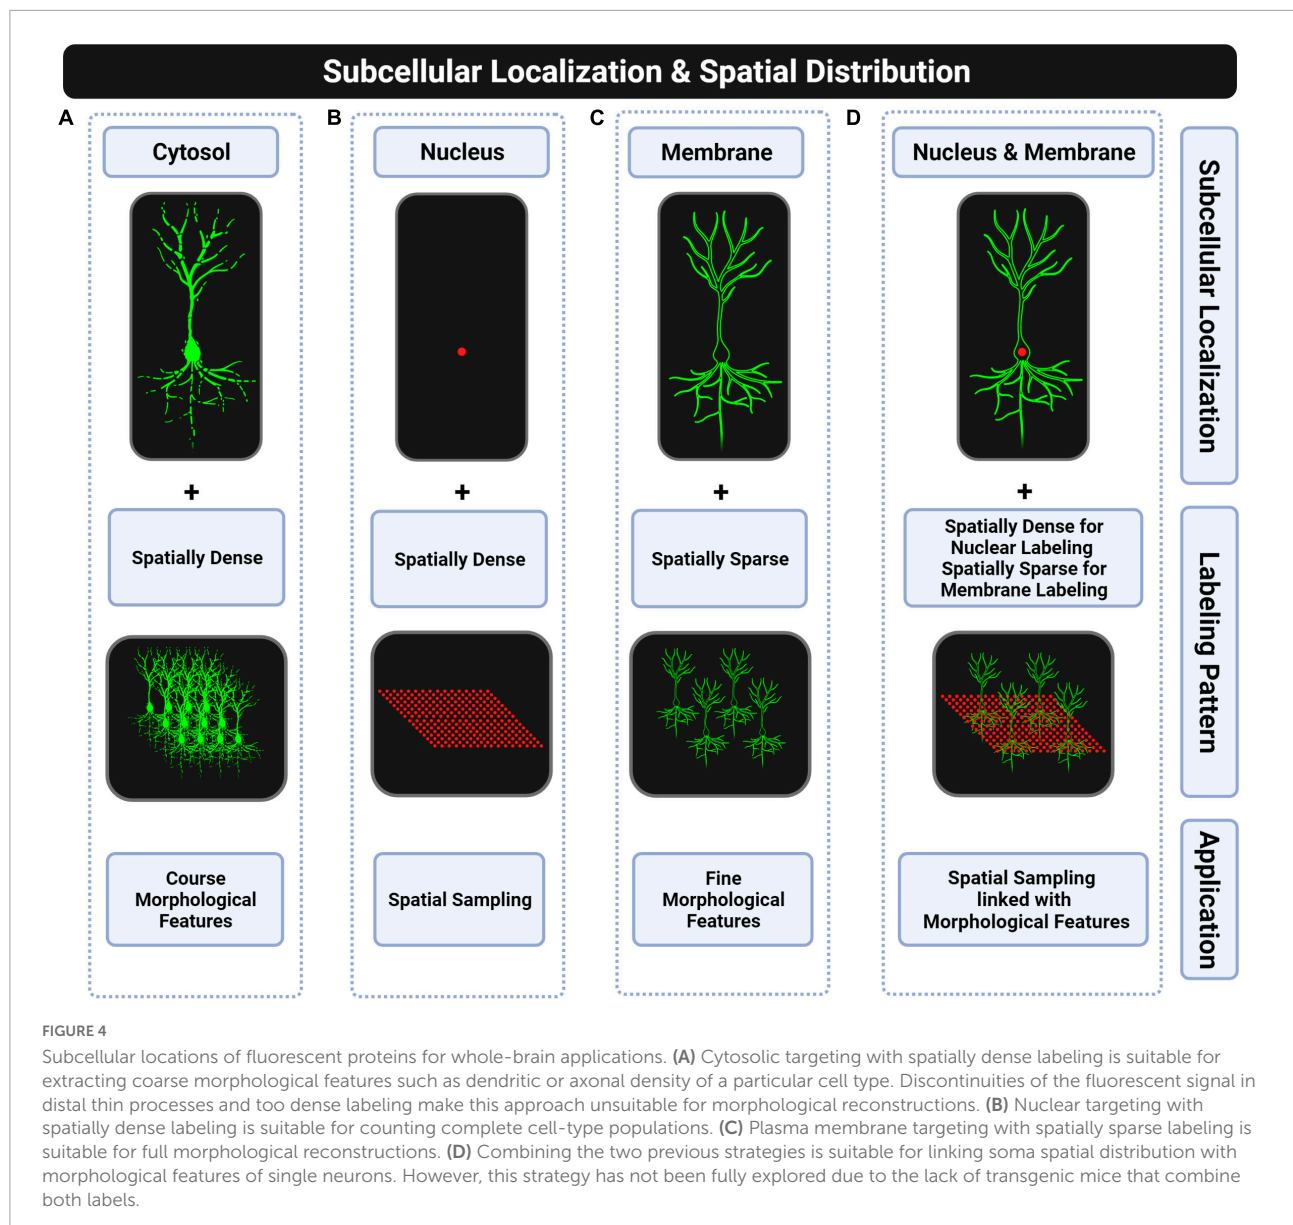 Subcellular Localization & Spatial Distribution
A
Cytosol
+
Spatially Dense
Course
Morphological
Features
B
Nucleus
+
Spatially Dense
Spatial Sampling
C
Membrane
+
Spatially Sparse
Fine
Morphological
Features
D
Nucleus & Membrane
+
Spatially Dense for
Nuclear Labeling
Spatially Sparse for
Membrane Labeling
Spatial Sampling
linked with
Morphological Features
Subcellular Localization
Labeling Pattern
Application
FIGURE 4
Subcellular locations of fluorescent proteins for whole-brain applications. (A) Cytosolic targeting with spatially dense labeling is suitable for
extracting coarse morphological features such as dendritic or axonal density of a particular cell type. Discontinuities of the fluorescent signal in
distal thin processes and too dense labeling make this approach unsuitable for morphological reconstructions. (B) Nuclear targeting with
spatially dense labeling is suitable for counting complete cell-type populations. (C) Plasma membrane targeting with spatially sparse labeling is
suitable for full morphological reconstructions. (D) Combining the two previous strategies is suitable for linking soma spatial distribution with
morphological features of single neurons. However, this strategy has not been fully explored due to the lack of transgenic mice that combine
both labels.